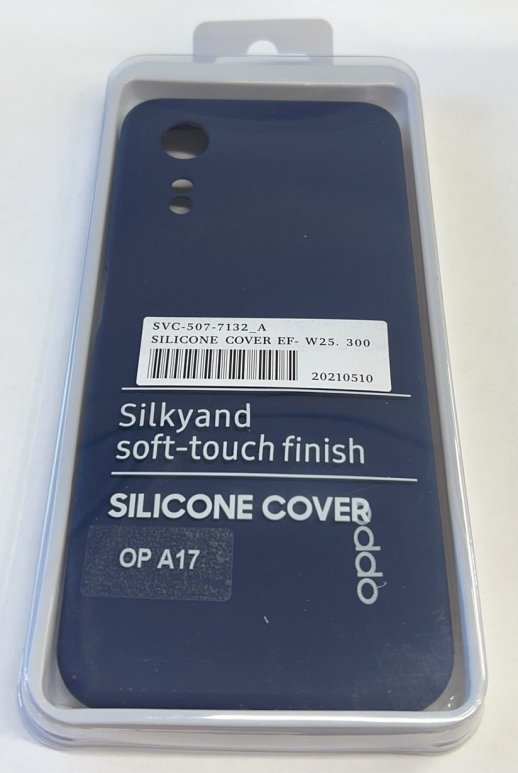 SVC-507-7132_A
SILICONE COVER EF- W25. 300
20210510
Silkyand
soft-touch finish
SILICONE COVER
oppo
OP A17